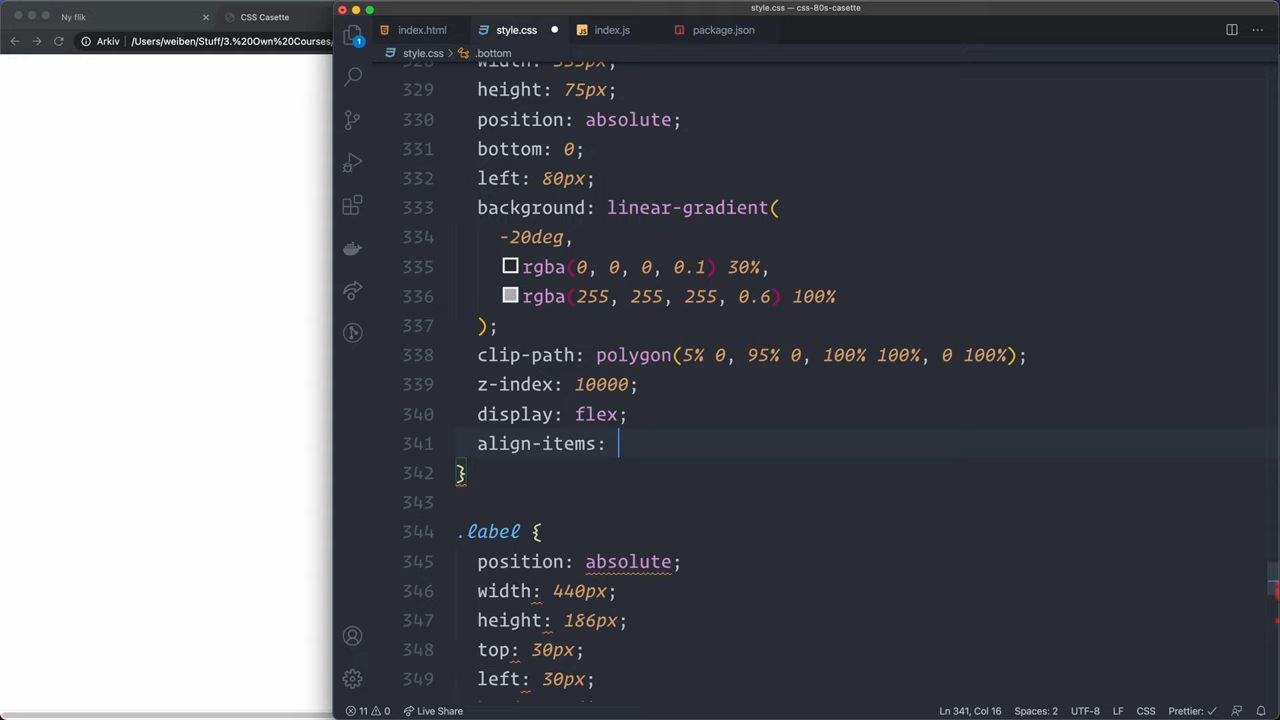 style.css — css-80s-casette
Ny flik
CSS Casette
index.html
style.css
index.js
package.json
Arkiv
/Users/weiben/Stuff/3.%20Own%20Courses/
style.css
.bottom
1
329 height: 75px;
330 position: absolute;
331 bottom: 0;
332 left: 80px;
333 background: linear-gradient(
334 -20deg,
335 rgba(0, 0, 0, 0.1) 30%,
336 rgba(255, 255, 255, 0.6) 100%
337 );
338 clip-path: polygon(5% 0, 95% 0, 100% 100%, 0 100%);
339 z-index: 10000;
340 display: flex;
341 align-items:
342 }
343
344 .label {
345 position: absolute;
346 width: 440px;
347 height: 186px;
348 top: 30px;
349 left: 30px;
11 0 Live Share
Ln 341, Col 16 Spaces: 2 UTF-8 LF CSS Prettier: ✓